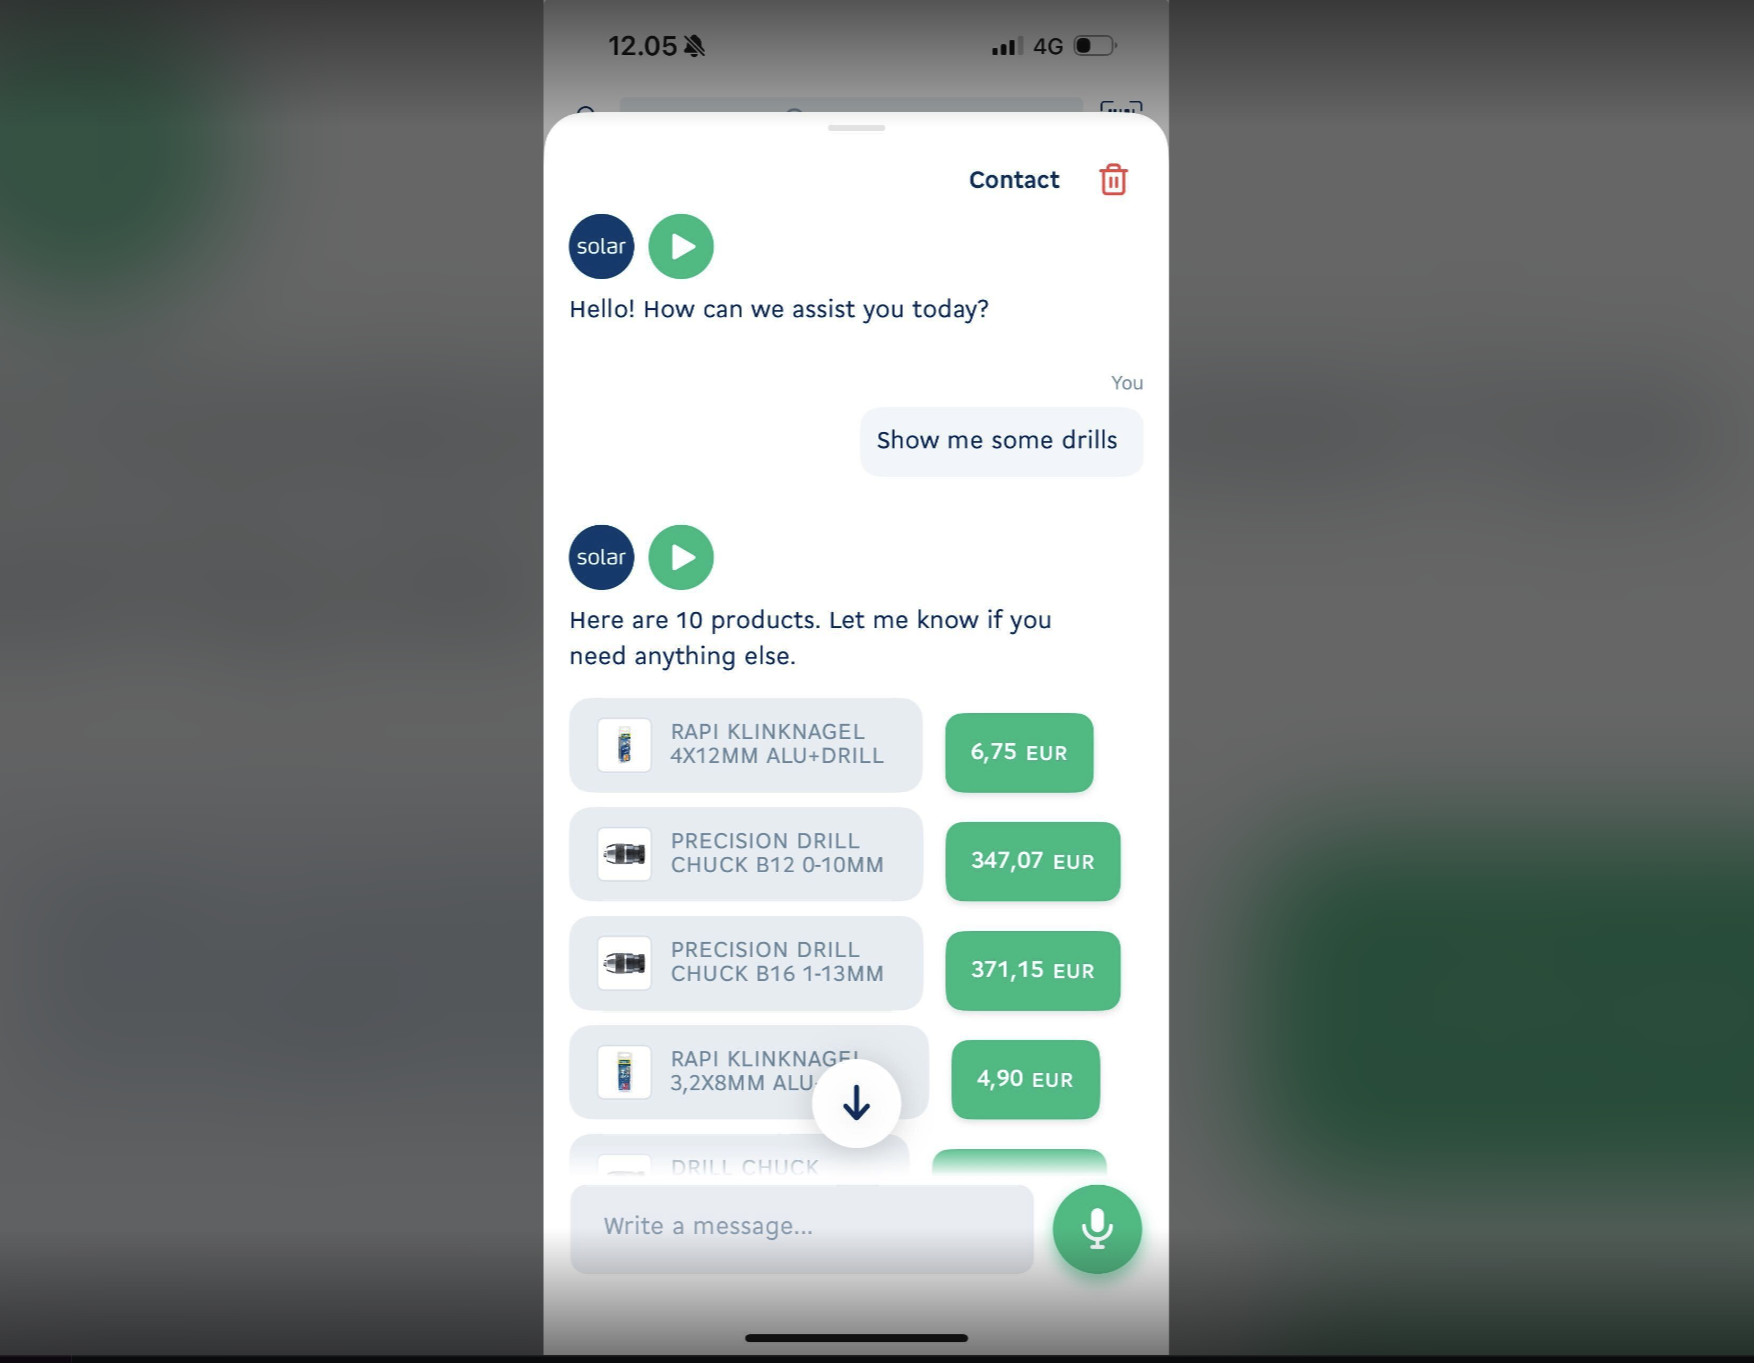 12.05
4G
Contact
solar
Hello! How can we assist you today?
You
Show me some drills
solar
Here are 10 products. Let me know if you
need anything else.
RAPI KLINKNAGEL
4X12MM ALU+DRILL
6,75 EUR
PRECISION DRILL
CHUCK B12 0-10MM
347,07 EUR
PRECISION DRILL
CHUCK B16 1-13MM
371,15 EUR
RAPI KLINKNAGEL
3,2X8MM ALU
4,90 EUR
DRILL CHUCK
Write a message...